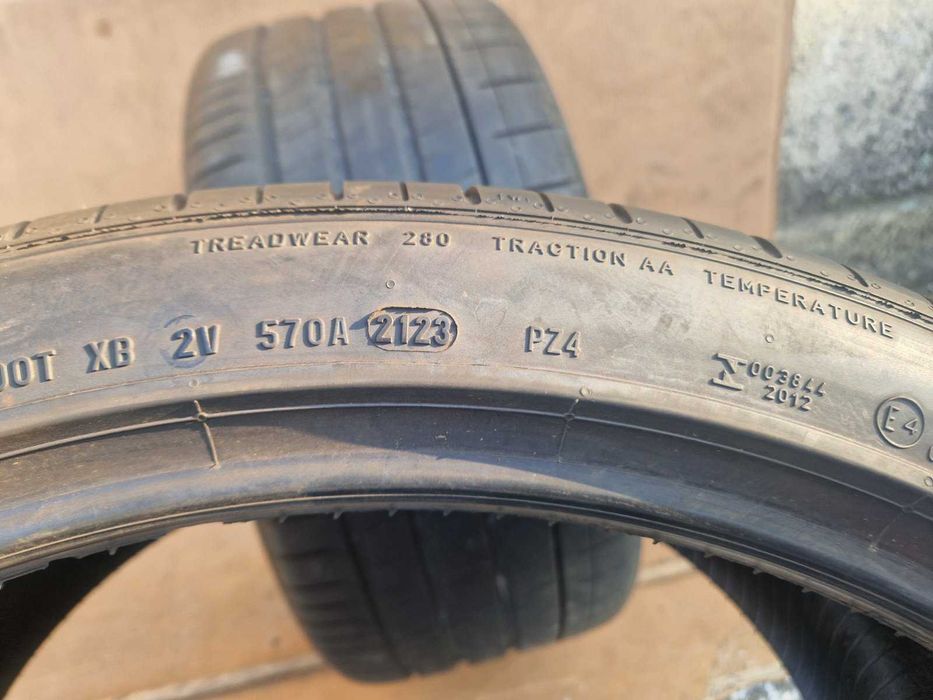 TREADWEAR 280 TRACTION AA TEMPERATURE
DOT XB 2V 570A 2123 PZ4
003844
2012
E4